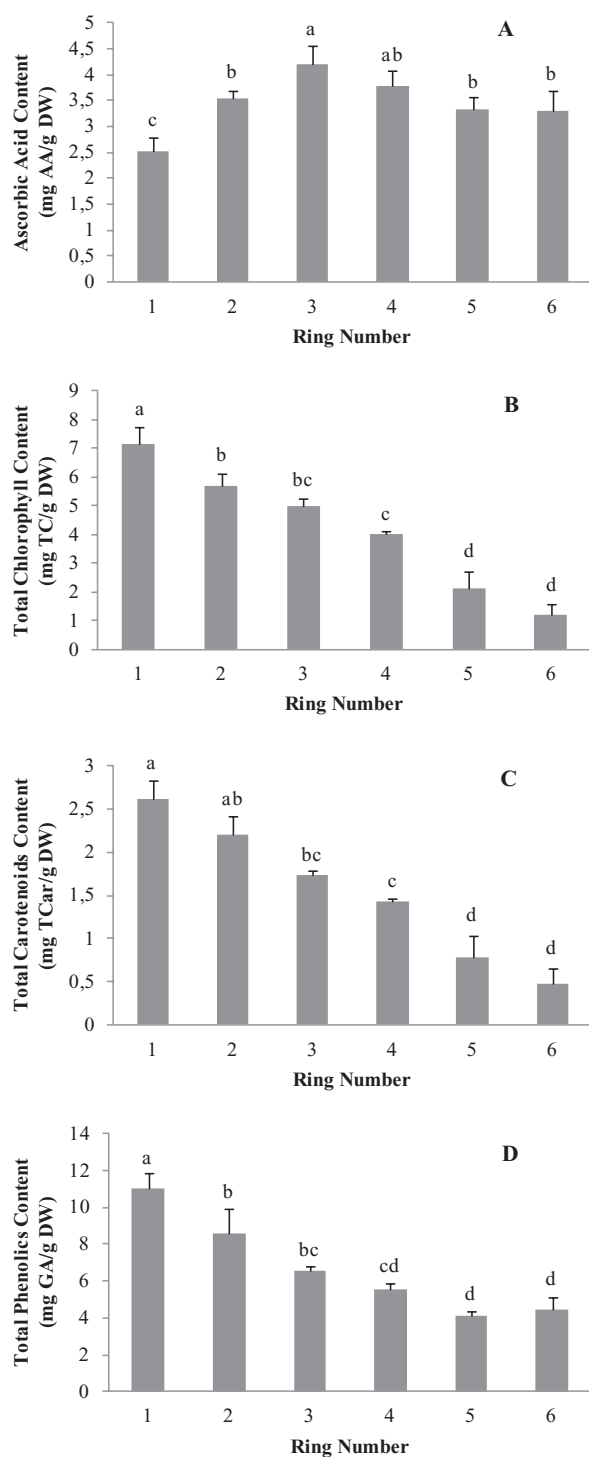 A
Ascorbic Acid Content
(mg AA/g DW)
5
4,5
4
3,5
3
2,5
2
1,5
1
0,5
0
c
b
a
ab
b
b
1 2 3 4 5 6
Ring Number
B
Total Chlorophyll Content
(mg TC/g DW)
9
8
7
6
5
4
3
2
1
0
a
b
bc
c
d
d
1 2 3 4 5 6
Ring Number
C
Total Carotenoids Content
(mg TCar/g DW)
3
2,5
2
1,5
1
0,5
0
a
ab
bc
c
d
d
1 2 3 4 5 6
Ring Number
D
Total Phenolics Content
(mg GA/g DW)
14
12
10
8
6
4
2
0
a
b
bc
cd
d
d
1 2 3 4 5 6
Ring Number